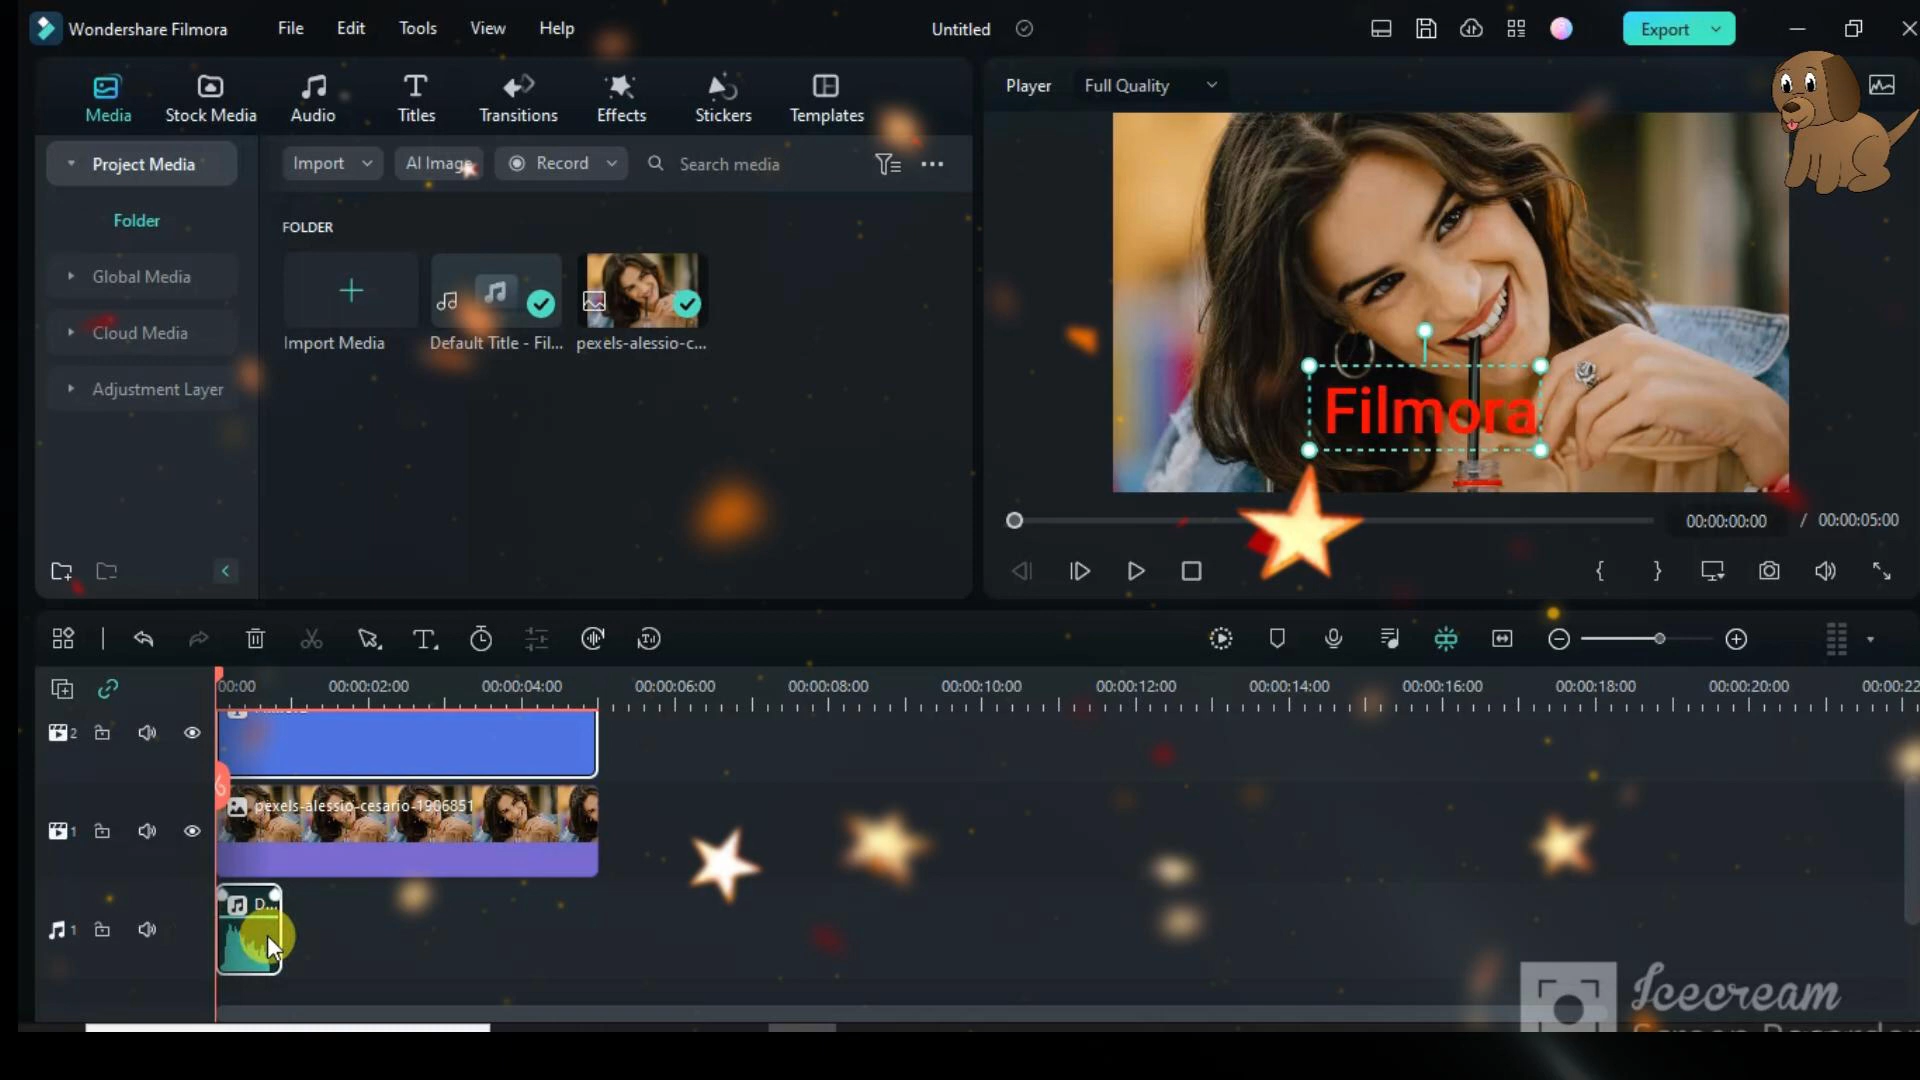 Wondershare Filmora File Edit Tools View Help Untitled Export
Media Stock Media Audio Titles Transitions Effects Stickers Templates
Player Full Quality
Project Media
Import AI Image Record Search media
Folder
FOLDER
Global Media
Cloud Media
Adjustment Layer
Import Media Default Title - Fil... pexels-alessio-c...
Filmora
00:00:00:00 / 00:00:05:00
00:00 00:00:02:00 00:00:04:00 00:00:06:00 00:00:08:00 00:00:10:00 00:00:12:00 00:00:14:00 00:00:16:00 00:00:18:00 00:00:20:00 00:00:22
2
pexels-alessio-cesario-1906851
1
D...
1
Icecream
Screen Recorder